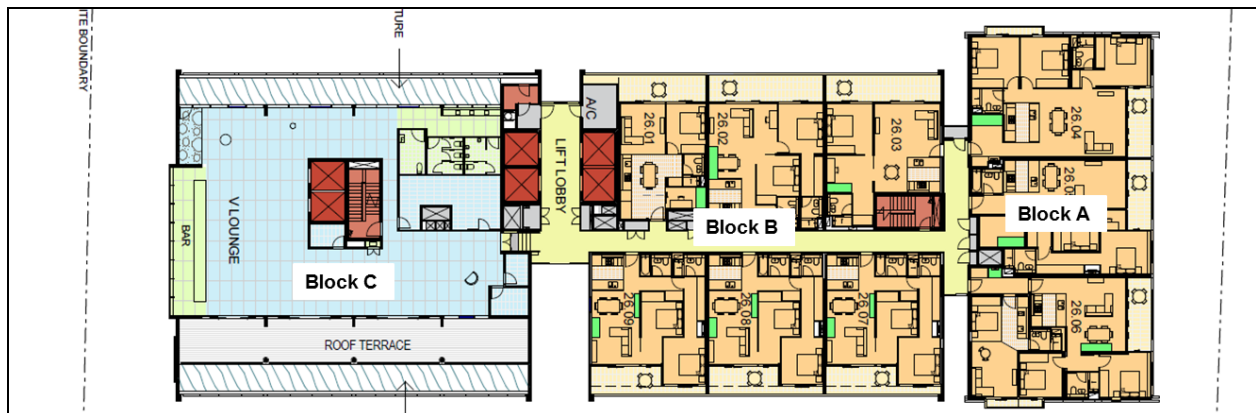 ITE BOUNDARY
TURE
A/C
LIFT LOBBY
26.01
26.02
26.03
26.04
V LOUNGE
BAR
Block C
Block B
Block A
26.09
26.08
26.07
26.06
ROOF TERRACE